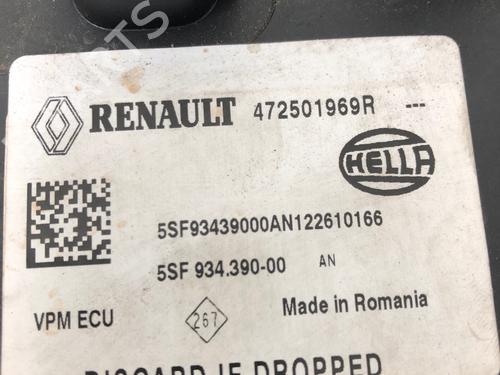 RENAULT 472501969R ---
HELLA
5SF93439000AN122610166
5SF 934.390-00 AN
VPM ECU 267 Made in Romania
DISCARD IF DROPPED